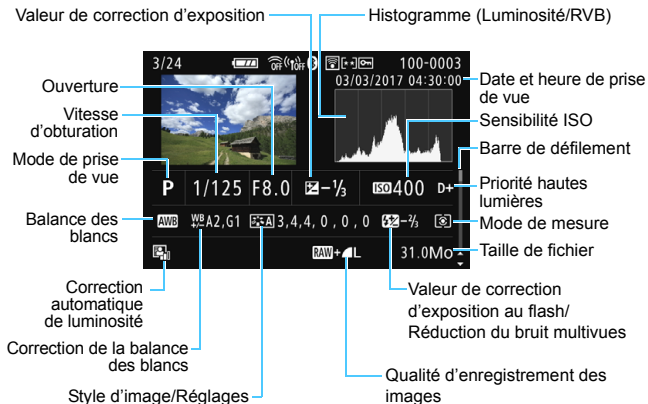 Valeur de correction d'exposition
Histogramme (Luminosité/RVB)
3/24
OFF
OFF
100-0003
03/03/2017 04:30:00
Ouverture
Vitesse
d'obturation
Mode de prise
de vue
Balance des
blancs
Date et heure de prise
de vue
Sensibilité ISO
Barre de défilement
Priorité hautes
lumières
Mode de mesure
Taille de fichier
P 1/125 F8.0 -⅓ ISO 400 D+
AWB WB +/- A2,G1 A 3,4,4,0,0,0 -⅔
RAW+ L 31.0Mo
Correction
automatique
de luminosité
Correction de la balance
des blancs
Style d'image/Réglages
Valeur de correction
d'exposition au flash/
Réduction du bruit multivues
Qualité d'enregistrement des
images